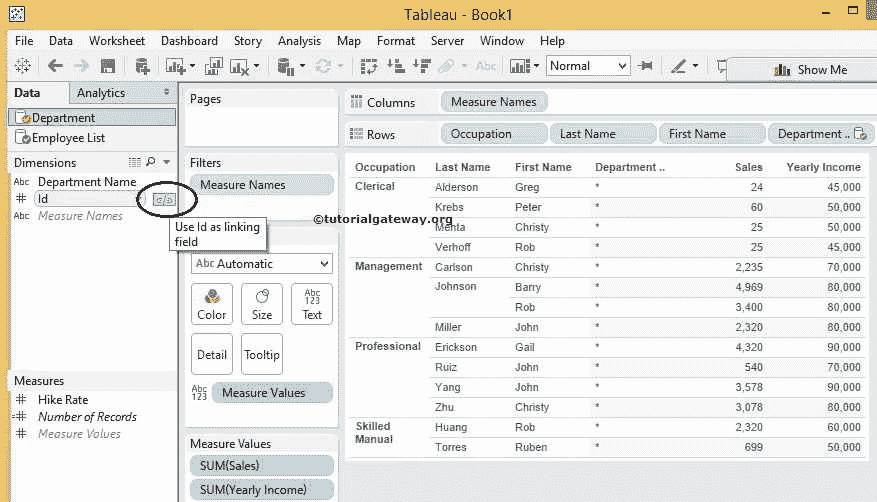 Tableau - Book1
File Data Worksheet Dashboard Story Analysis Map Format Server Window Help
Abc Normal Show Me
Data Analytics
Department
Employee List
Dimensions
Abc Department Name
# Id
Abc Measure Names
Use Id as linking
field
Measures
# Hike Rate
# Number of Records
# Measure Values
Pages
Filters
Measure Names
©tutorialgateway.org
Abc Automatic
Color Size Abc 123 Text
Detail Tooltip
Abc 123 Measure Values
Measure Values
SUM(Sales)
SUM(Yearly Income)
Columns Measure Names
Rows Occupation Last Name First Name Department ..
Occupation Last Name First Name Department .. Sales Yearly Income
Clerical Alderson Greg * 24 45,000
Krebs Peter * 60 50,000
Mehta Christy * 25 50,000
Verhoff Rob * 25 45,000
Management Carlson Christy * 2,235 70,000
Johnson Barry * 4,969 80,000
Rob * 3,400 80,000
Miller John * 2,320 80,000
Professional Erickson Gail * 4,320 90,000
Ruiz John * 540 70,000
Yang John * 3,578 90,000
Zhu Christy * 3,078 80,000
Skilled Manual Huang Rob * 2,320 60,000
Torres Ruben * 699 50,000